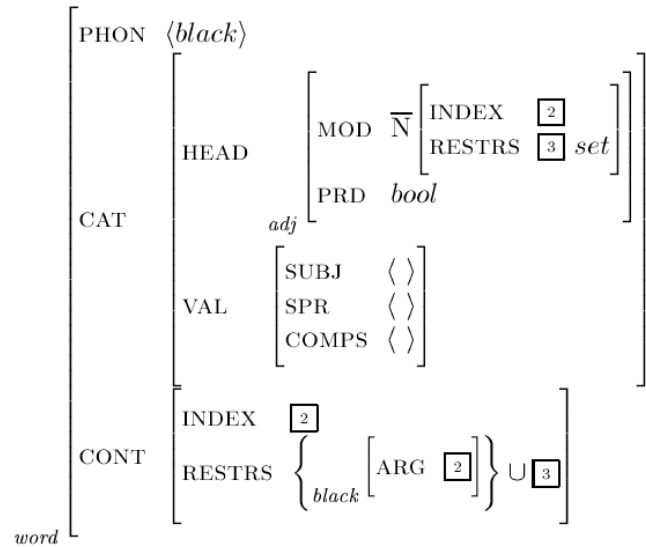 PHON ⟨black⟩
MOD N̅ INDEX 2
RESTRS 3 set
HEAD
PRD bool
adj
CAT
SUBJ ⟨ ⟩
VAL SPR ⟨ ⟩
COMPS ⟨ ⟩
INDEX 2
CONT
RESTRS { black [ARG 2] } ∪ 3
word